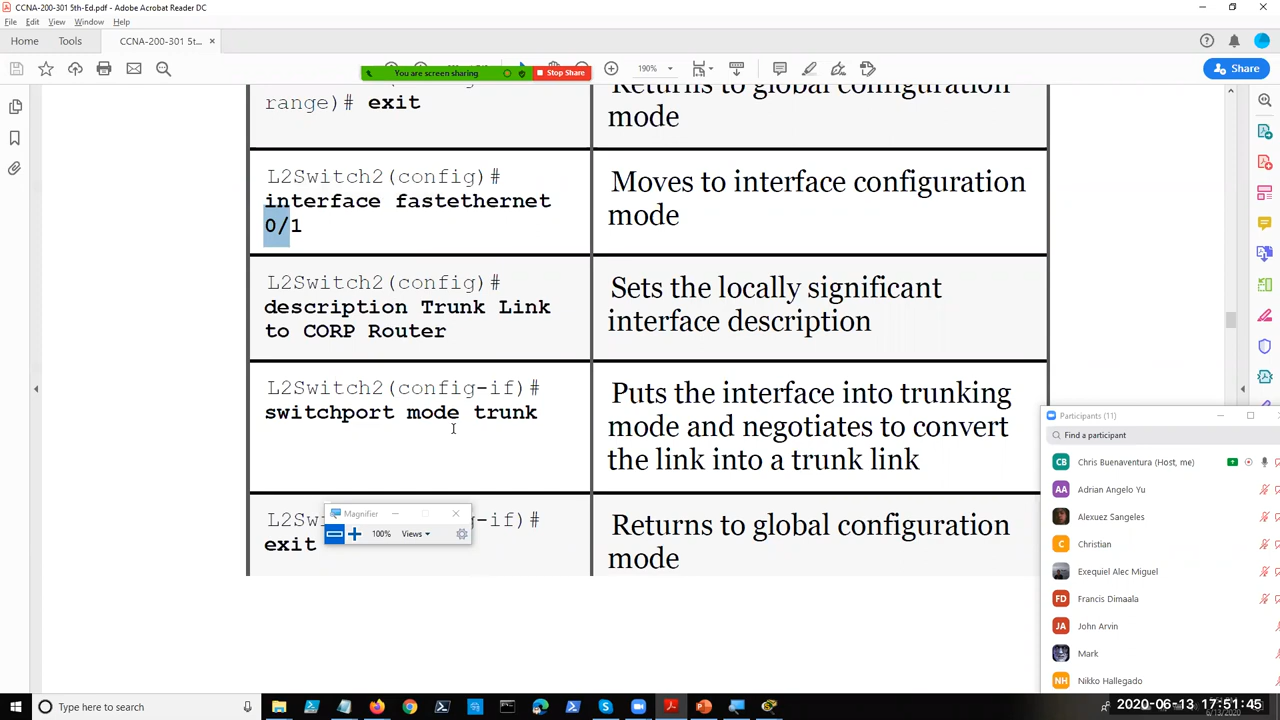 CCNA-200-301 5th-Ed.pdf - Adobe Acrobat Reader DC
File Edit View Window Help
Home Tools CCNA-200-301 5t... ×
You are screen sharing Stop Share
190%
Share
range)# exit
Returns to global configuration
mode
L2Switch2(config)#
interface fastethernet
0/1
Moves to interface configuration
mode
L2Switch2(config)#
description Trunk Link
to CORP Router
Sets the locally significant
interface description
L2Switch2(config-if)#
switchport mode trunk
Puts the interface into trunking
mode and negotiates to convert
the link into a trunk link
-if)#
exit
Returns to global configuration
mode
Magnifier
100% Views
Participants (11)
Find a participant
CB Chris Buenaventura (Host, me)
AA Adrian Angelo Yu
Alexuez Sangeles
C Christian
Exequiel Alec Miguel
FD Francis Dimaala
JA John Arvin
Mark
NH Nikko Hallegado
Type here to search
2020-06-13 17:51:45